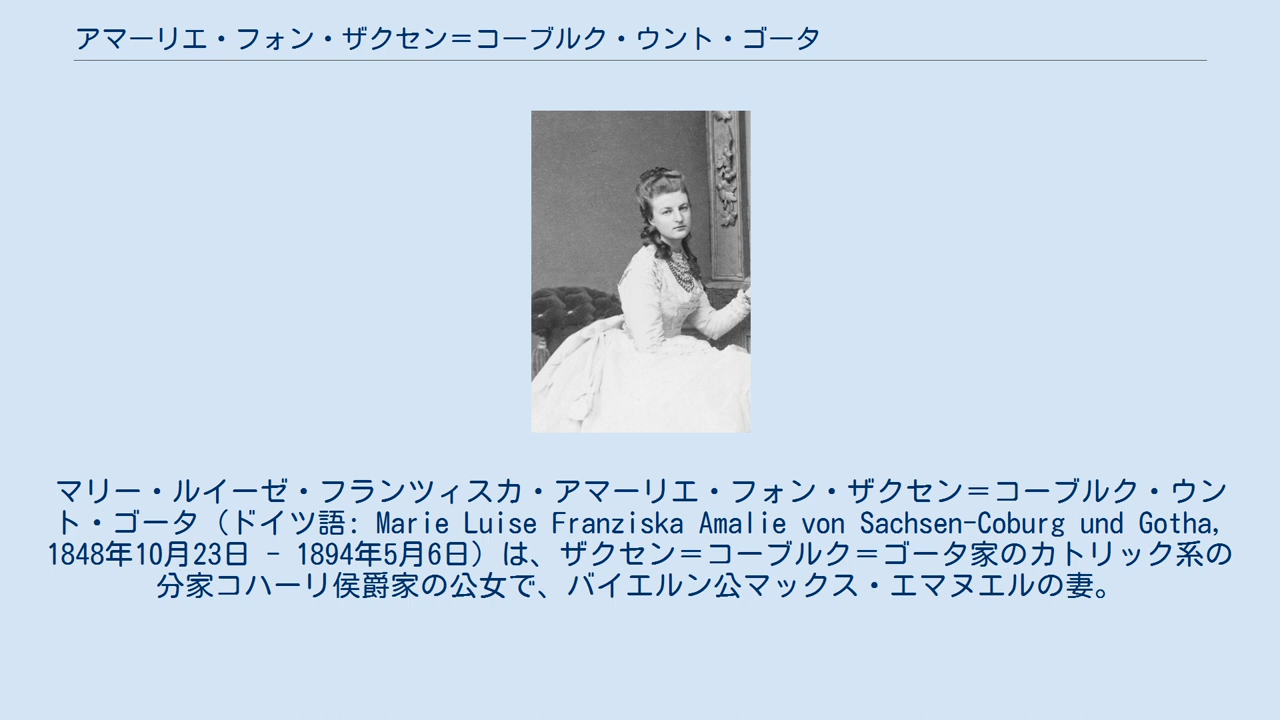 アマーリエ・フォン・ザクセン＝コーブルク・ウント・ゴータ
マリー・ルイーゼ・フランツィスカ・アマーリエ・フォン・ザクセン＝コーブルク・ウン
ト・ゴータ（ドイツ語: Marie Luise Franziska Amalie von Sachsen-Coburg und Gotha,
1848年10月23日 - 1894年5月6日）は、ザクセン＝コーブルク＝ゴータ家のカトリック系の
分家コハーリ侯爵家の公女で、バイエルン公マックス・エマヌエルの妻。